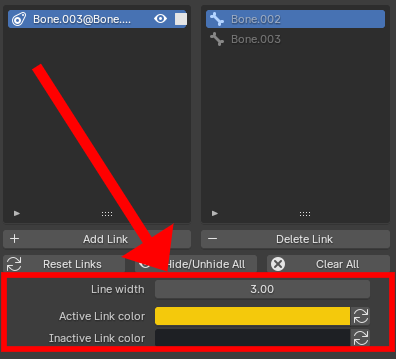 Bone.003@Bone....
Bone.002
Bone.003
Add Link
Delete Link
Reset Links
Hide/Unhide All
Clear All
Line width 3.00
Active Link color
Inactive Link color